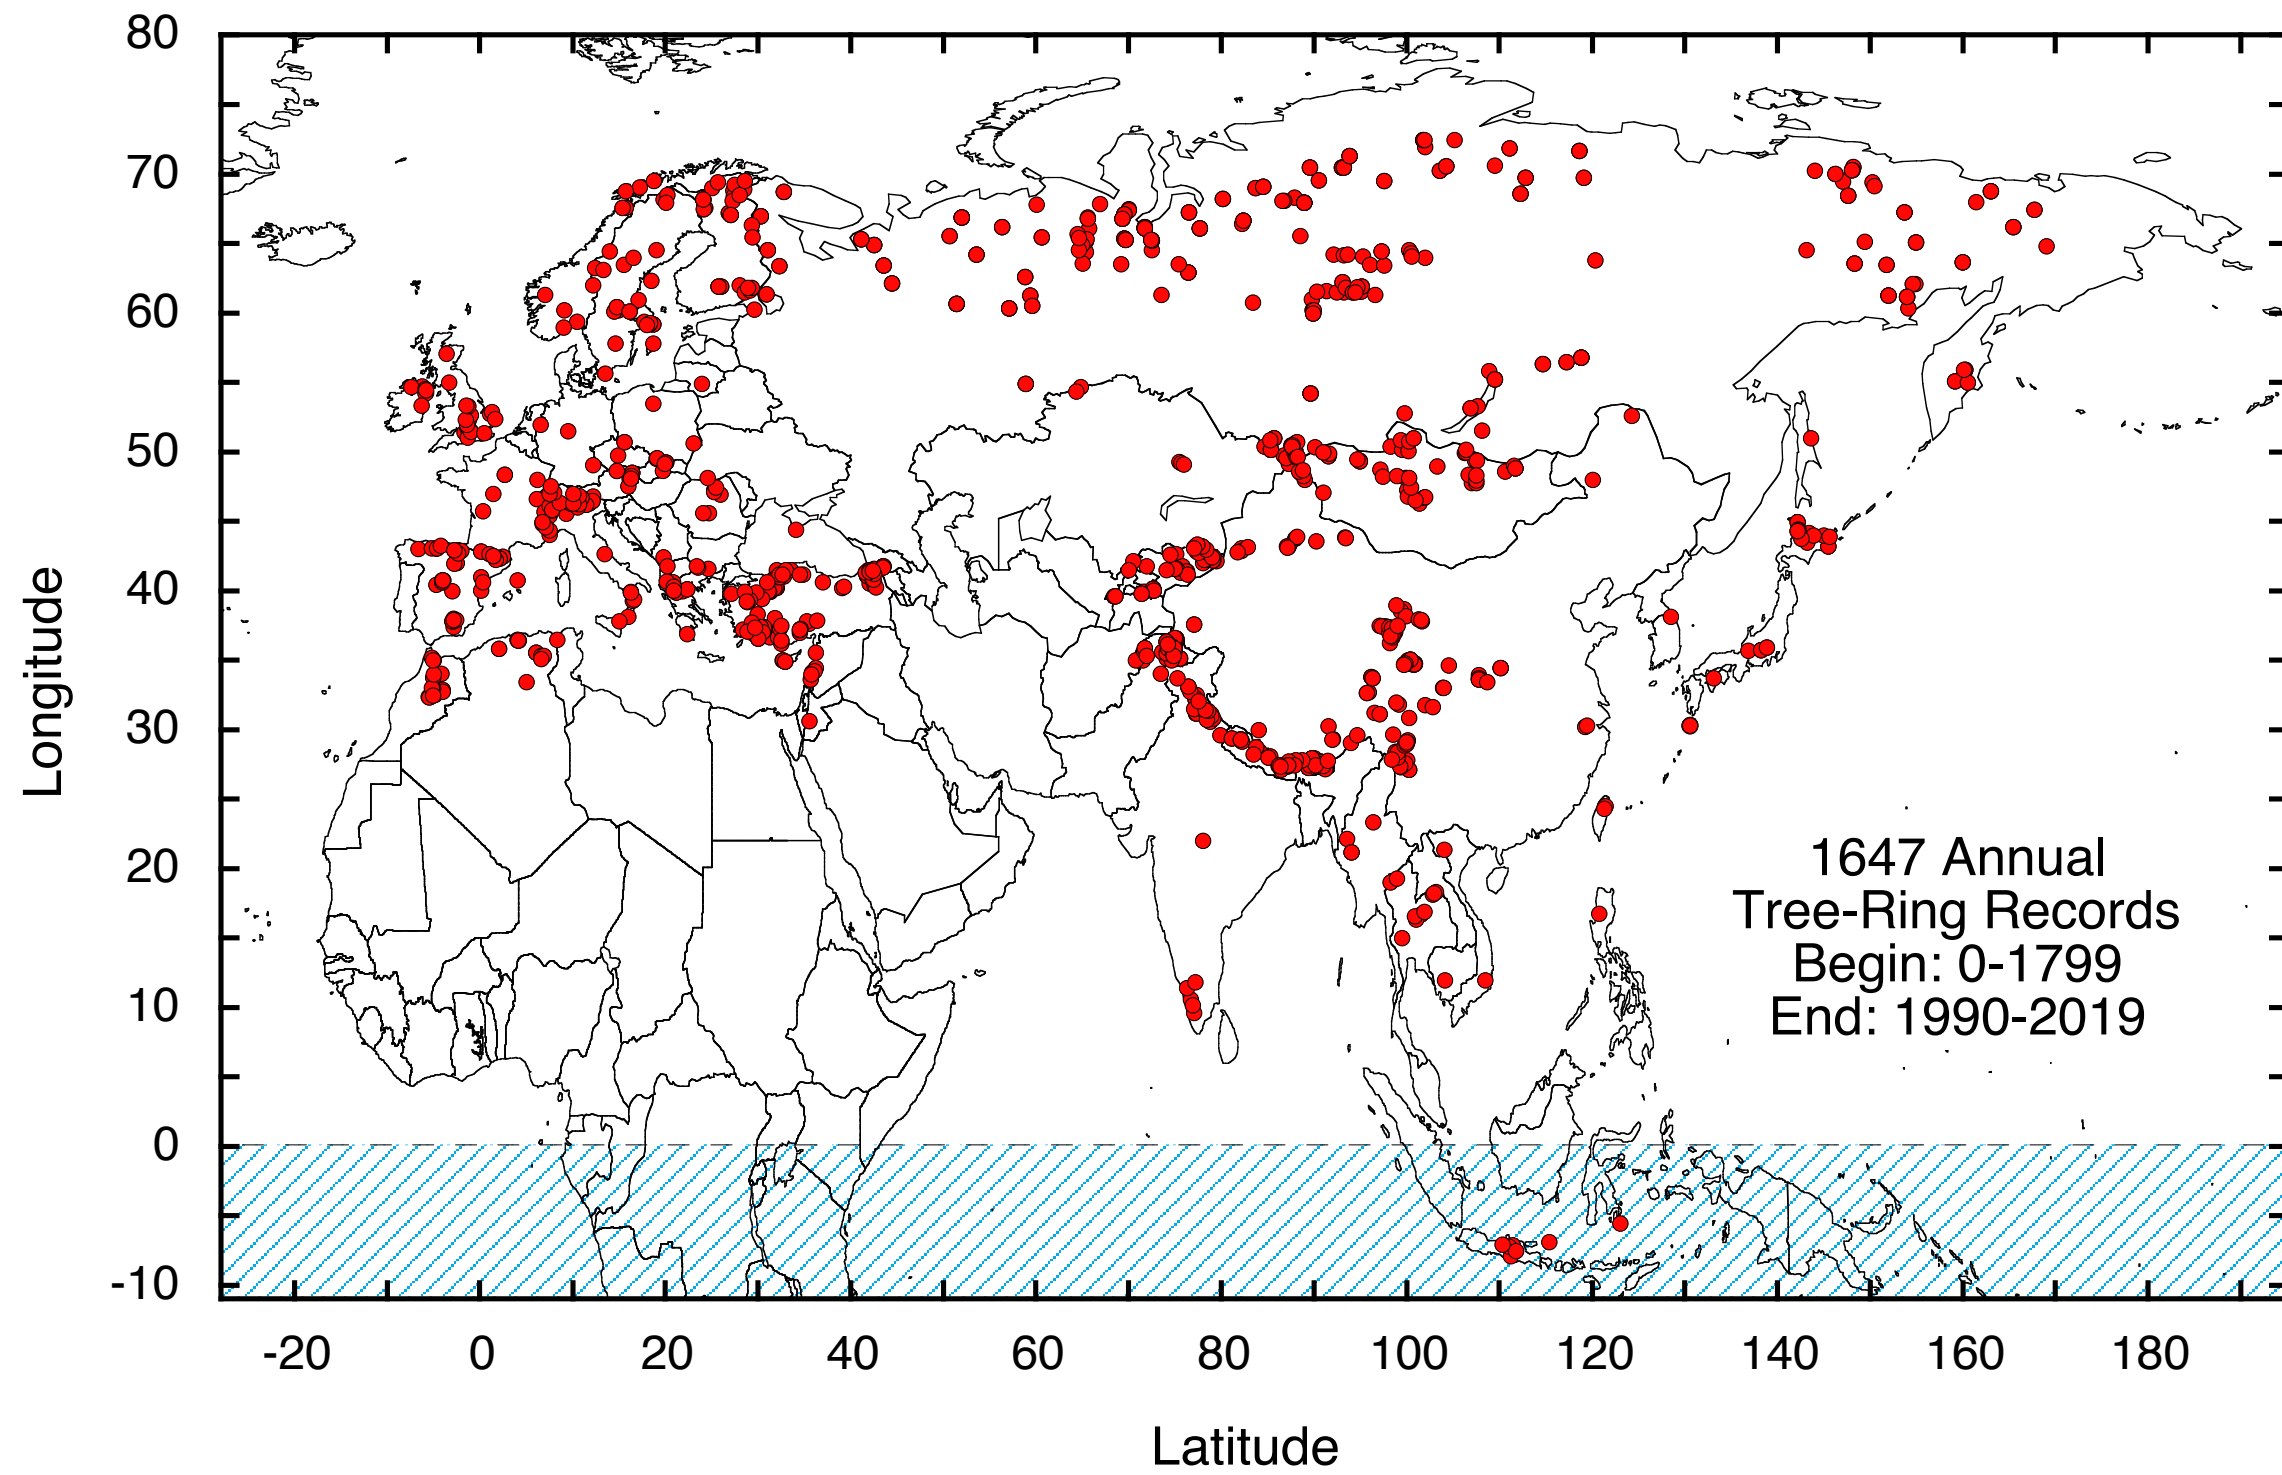 80
70
60
50
40
30
20
10
0
-10
Longitude
1647 Annual
Tree-Ring Records
Begin: 0-1799
End: 1990-2019
-20 0 20 40 60 80 100 120 140 160 180
Latitude